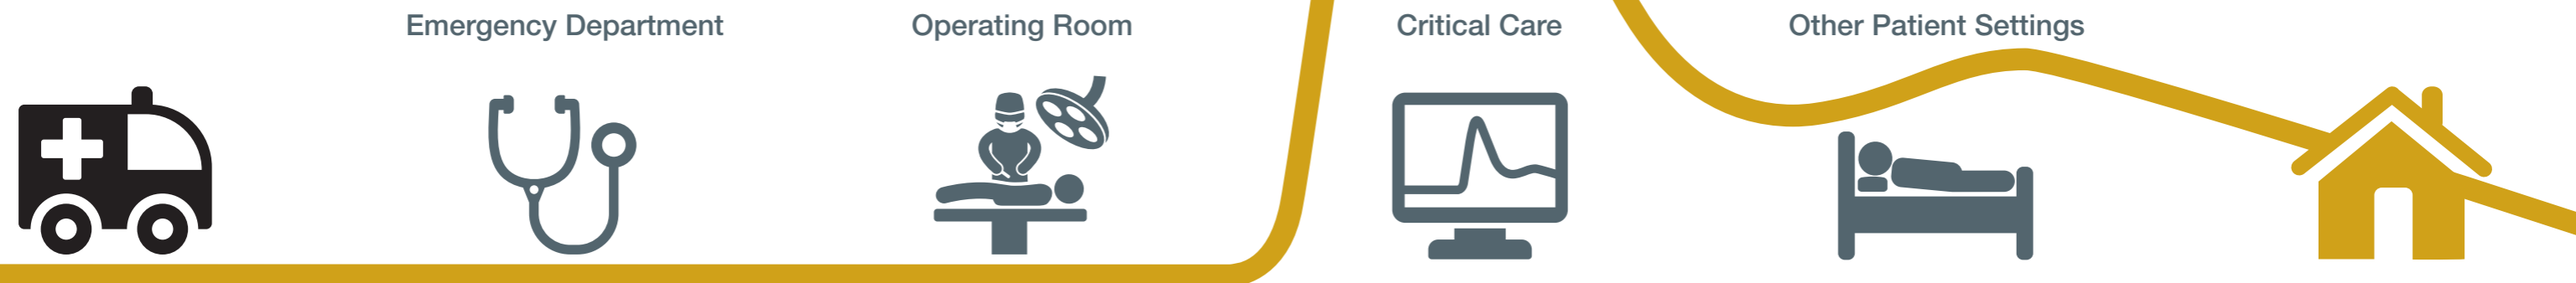 Emergency Department
Operating Room
Critical Care
Other Patient Settings